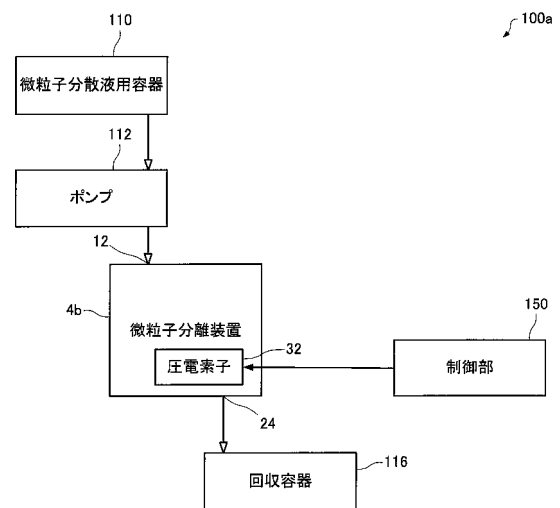 100a
110
微粒子分散液用容器
112
ポンプ
12
4b
微粒子分離装置
32
圧電素子
150
制御部
24
116
回収容器